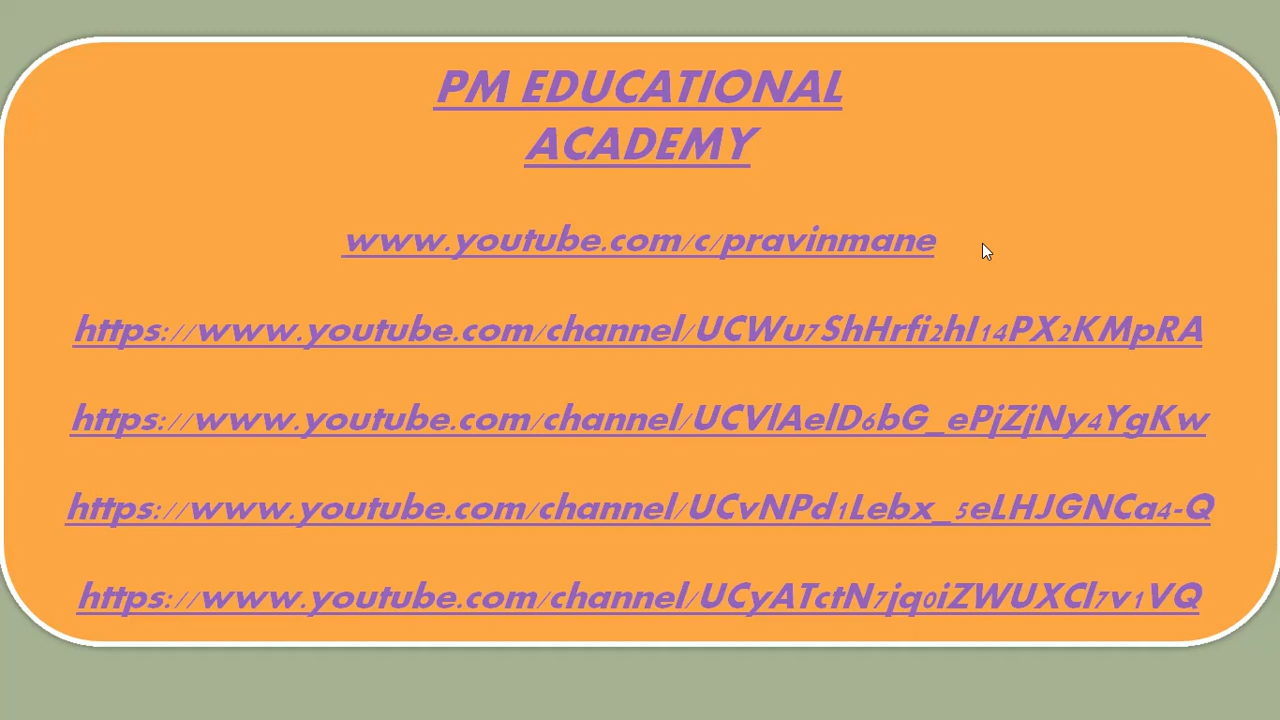 PM EDUCATIONAL
ACADEMY
www.youtube.com/c/pravinmane
https://www.youtube.com/channel/UCWu7ShHrfi2hI14PX2KMpRA
https://www.youtube.com/channel/UCVlAelD6bG_ePjZjNy4YgKw
https://www.youtube.com/channel/UCvNPd1Lebx_5eLHJGNCa4-Q
https://www.youtube.com/channel/UCyATctN7jq0iZWUXCl7v1VQ